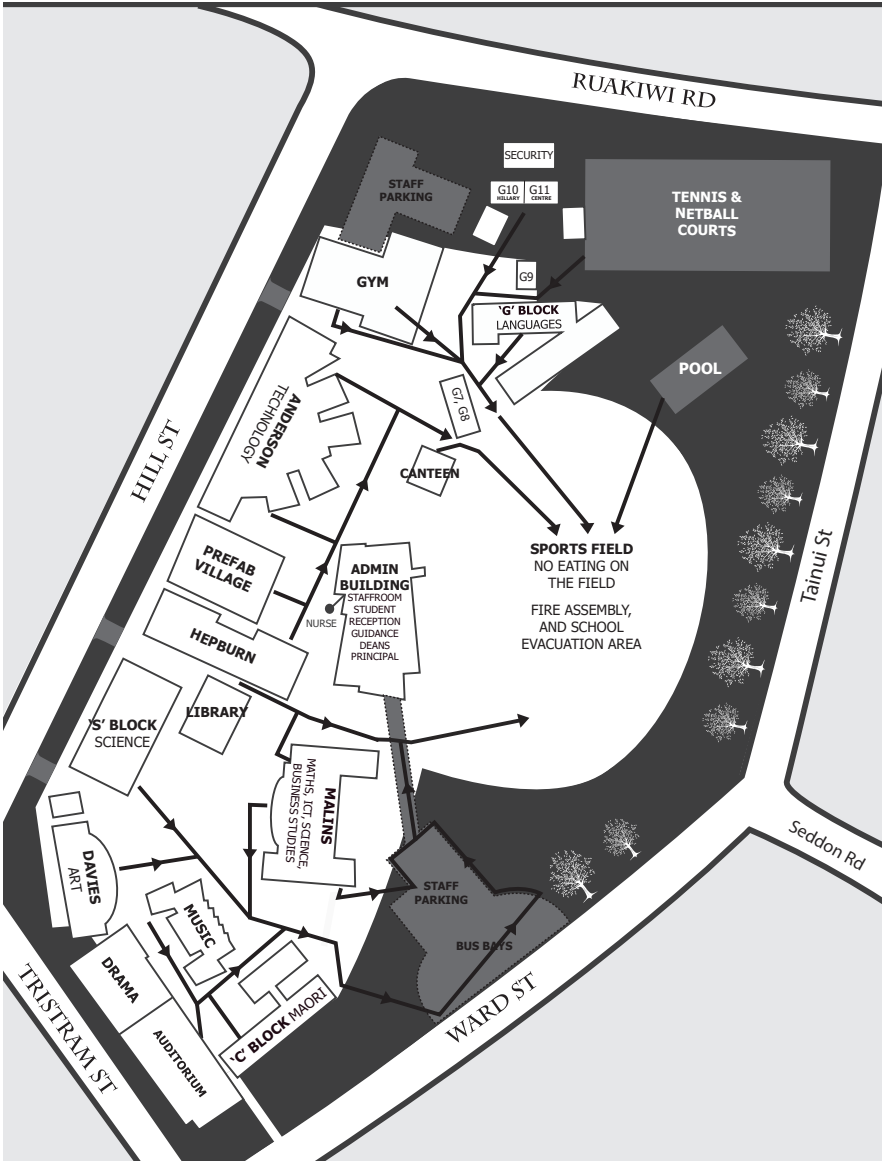 RUAKIWI RD
SECURITY
G10
HILLARY
G11
CENTRE
STAFF
PARKING
TENNIS &
NETBALL
COURTS
GYM
G9
'G' BLOCK
LANGUAGES
POOL
G7, G8
ANDERSON
TECHNOLOGY
HILL ST
CANTEEN
SPORTS FIELD
NO EATING ON
THE FIELD
FIRE ASSEMBLY,
AND SCHOOL
EVACUATION AREA
Tainui St
PREFAB
VILLAGE
ADMIN
BUILDING
STAFFROOM
STUDENT
RECEPTION
GUIDANCE
DEANS
PRINCIPAL
NURSE
HEPBURN
LIBRARY
'S' BLOCK
SCIENCE
MALINS
MATHS, ICT, SCIENCE,
BUSINESS STUDIES
Seddon Rd
DAVIES
ART
STAFF
PARKING
MUSIC
BUS BAYS
DRAMA
AUDITORIUM
'C' BLOCK MAORI
WARD ST
TRISTRAM ST